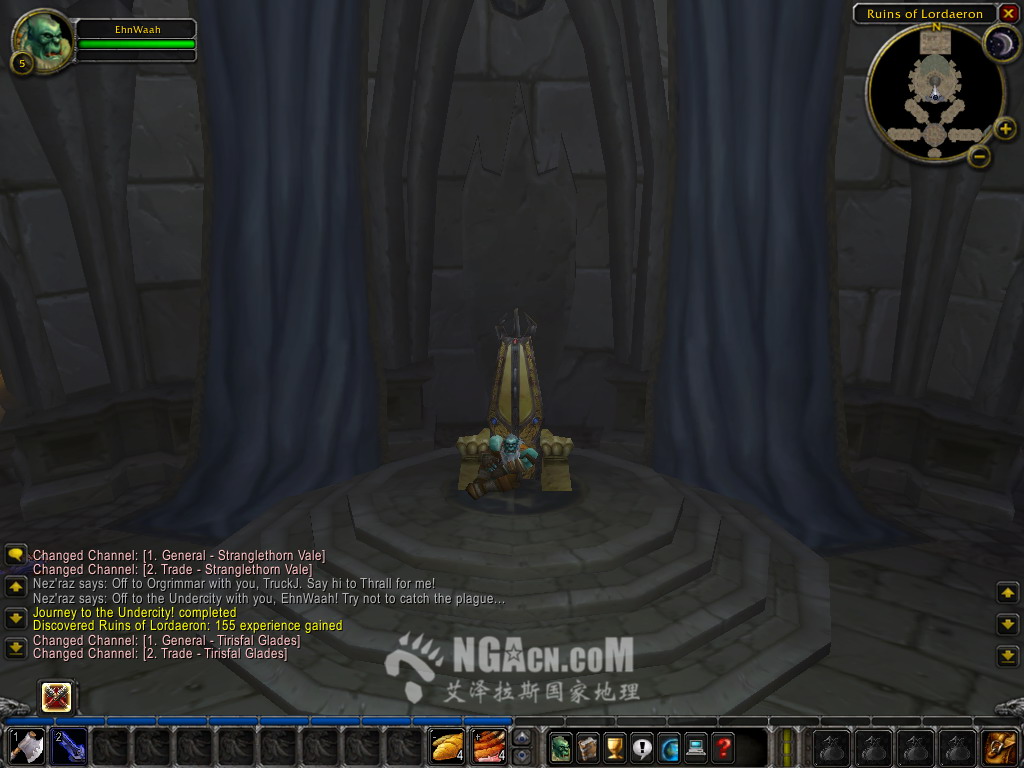 EhnWaah
5
Ruins of Lordaeron
N
Changed Channel: [1. General - Stranglethorn Vale]
Changed Channel: [2. Trade - Stranglethorn Vale]
Nez'raz says: Off to Orgrimmar with you, TruckJ. Say hi to Thrall for me!
Nez'raz says: Off to the Undercity with you, EhnWaah! Try not to catch the plague...
Journey to the Undercity! completed
Discovered Ruins of Lordaeron: 155 experience gained
Changed Channel: [1. General - Tirisfal Glades]
Changed Channel: [2. Trade - Tirisfal Glades]
NGACN.COM
艾泽拉斯国家地理
1
2
-
4
+
4